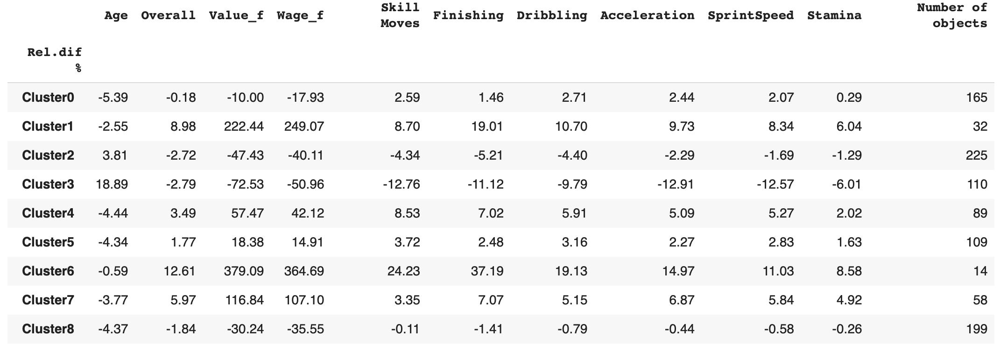 Age Overall Value_f Wage_f Skill Moves Finishing Dribbling Acceleration SprintSpeed Stamina Number of objects
Rel.dif %
Cluster0 -5.39 -0.18 -10.00 -17.93 2.59 1.46 2.71 2.44 2.07 0.29 165
Cluster1 -2.55 8.98 222.44 249.07 8.70 19.01 10.70 9.73 8.34 6.04 32
Cluster2 3.81 -2.72 -47.43 -40.11 -4.34 -5.21 -4.40 -2.29 -1.69 -1.29 225
Cluster3 18.89 -2.79 -72.53 -50.96 -12.76 -11.12 -9.79 -12.91 -12.57 -6.01 110
Cluster4 -4.44 3.49 57.47 42.12 8.53 7.02 5.91 5.09 5.27 2.02 89
Cluster5 -4.34 1.77 18.38 14.91 3.72 2.48 3.16 2.27 2.83 1.63 109
Cluster6 -0.59 12.61 379.09 364.69 24.23 37.19 19.13 14.97 11.03 8.58 14
Cluster7 -3.77 5.97 116.84 107.10 3.35 7.07 5.15 6.87 5.84 4.92 58
Cluster8 -4.37 -1.84 -30.24 -35.55 -0.11 -1.41 -0.79 -0.44 -0.58 -0.26 199